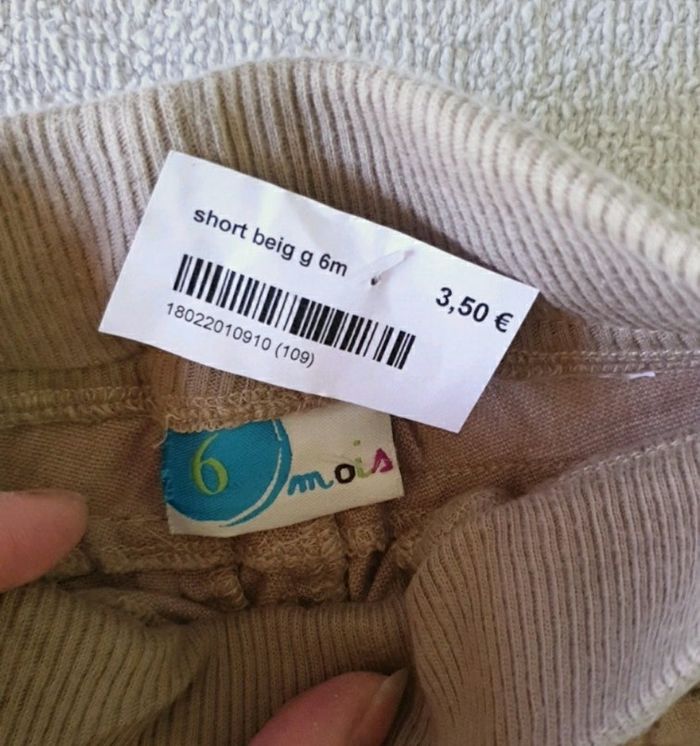 short beig g 6m
3,50 €
18022010910 (109)
6 mois